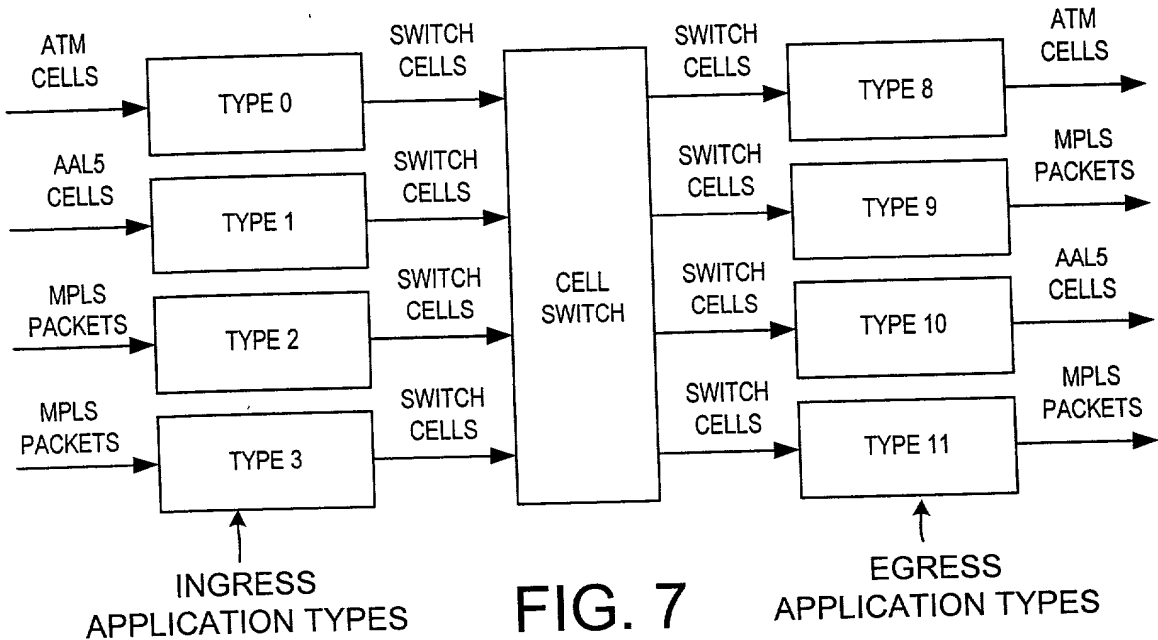 ATM
CELLS
SWITCH
CELLS
SWITCH
CELLS
ATM
CELLS
TYPE 0
TYPE 8
AAL5
CELLS
SWITCH
CELLS
SWITCH
CELLS
MPLS
PACKETS
TYPE 1
TYPE 9
MPLS
PACKETS
SWITCH
CELLS
CELL
SWITCH
SWITCH
CELLS
AAL5
CELLS
TYPE 2
TYPE 10
MPLS
PACKETS
SWITCH
CELLS
SWITCH
CELLS
MPLS
PACKETS
TYPE 3
TYPE 11
INGRESS
APPLICATION TYPES
FIG. 7
EGRESS
APPLICATION TYPES